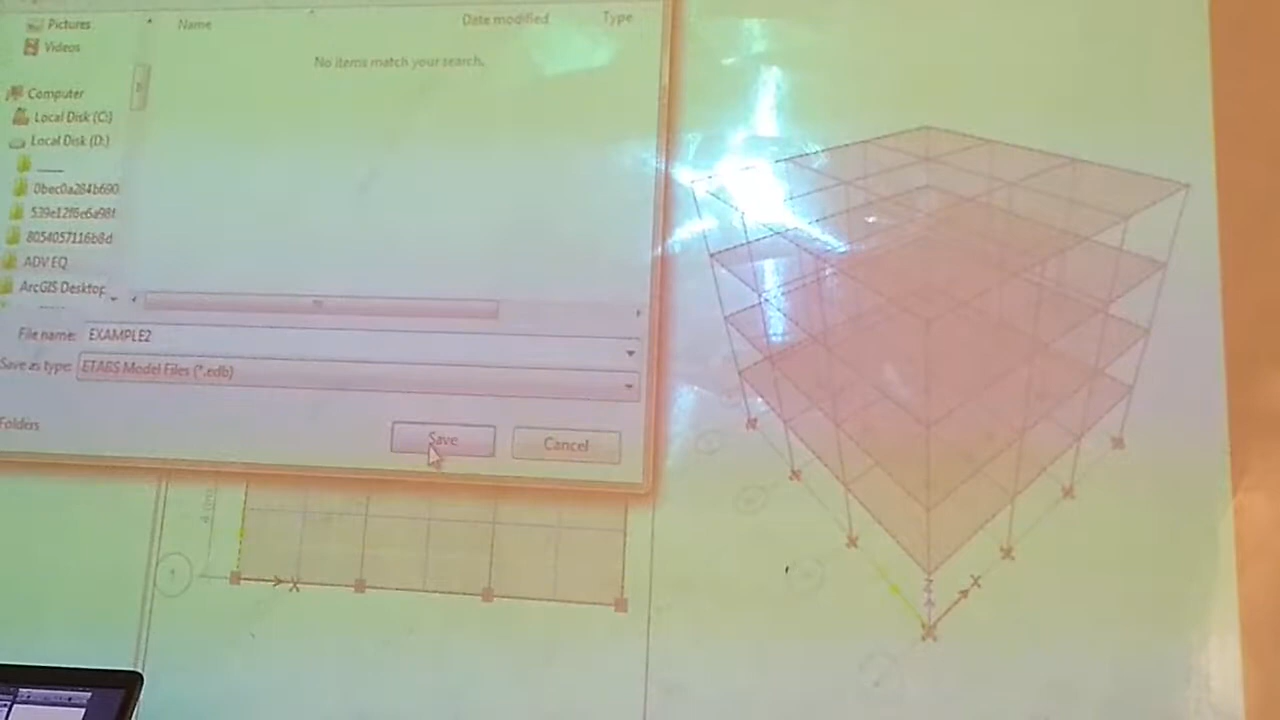 Pictures
Videos
Name
Date modified
Type
No items match your search.
Computer
Local Disk (C:)
Local Disk (D:)
0bec0a284b690
539e12f6e6a98f
8054057116b8d
ADV EQ
ArcGIS Desktop
File name: EXAMPLE2
Save as type: ETABS Model Files (*.edb)
Folders
Save
Cancel
X
X
Z